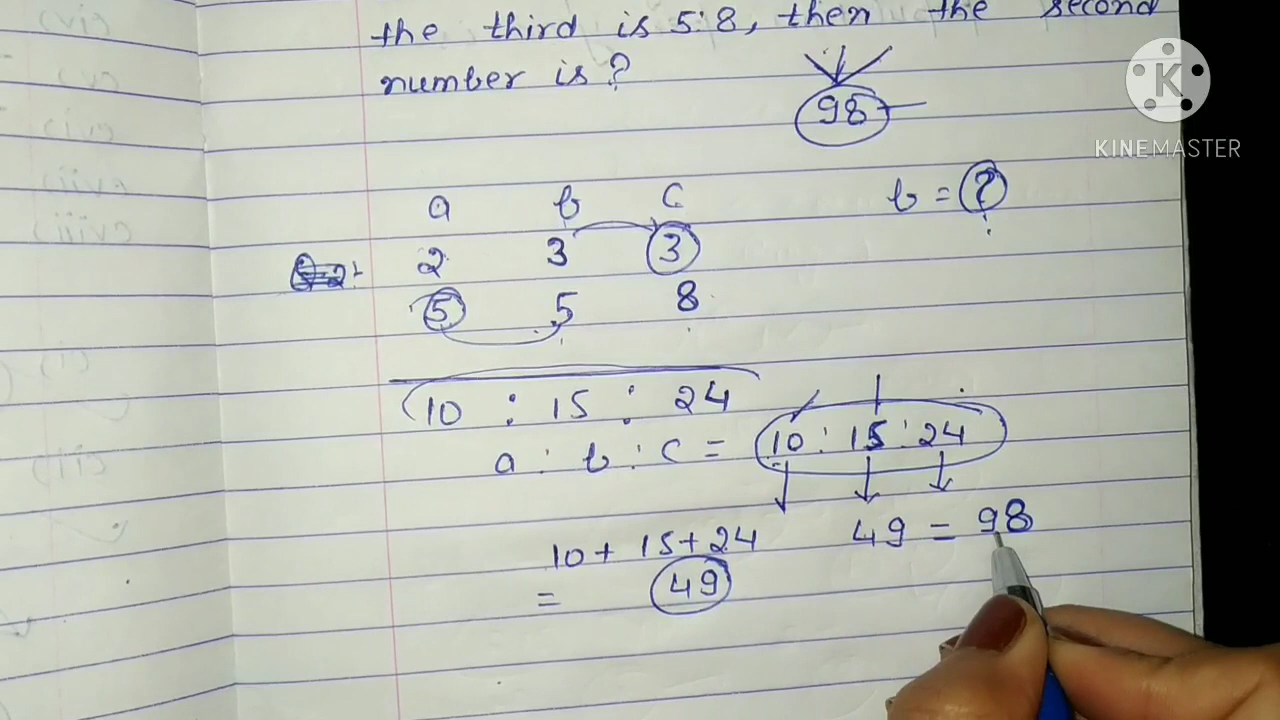 the third is 5:8, then the second
number is ?
98
KINEMASTER
a b c
b = ?
2 3 3
5 5 8
10 : 15 : 24
a : b : c = 10 : 15 : 24
10 + 15 + 24
49 = 98
= 49